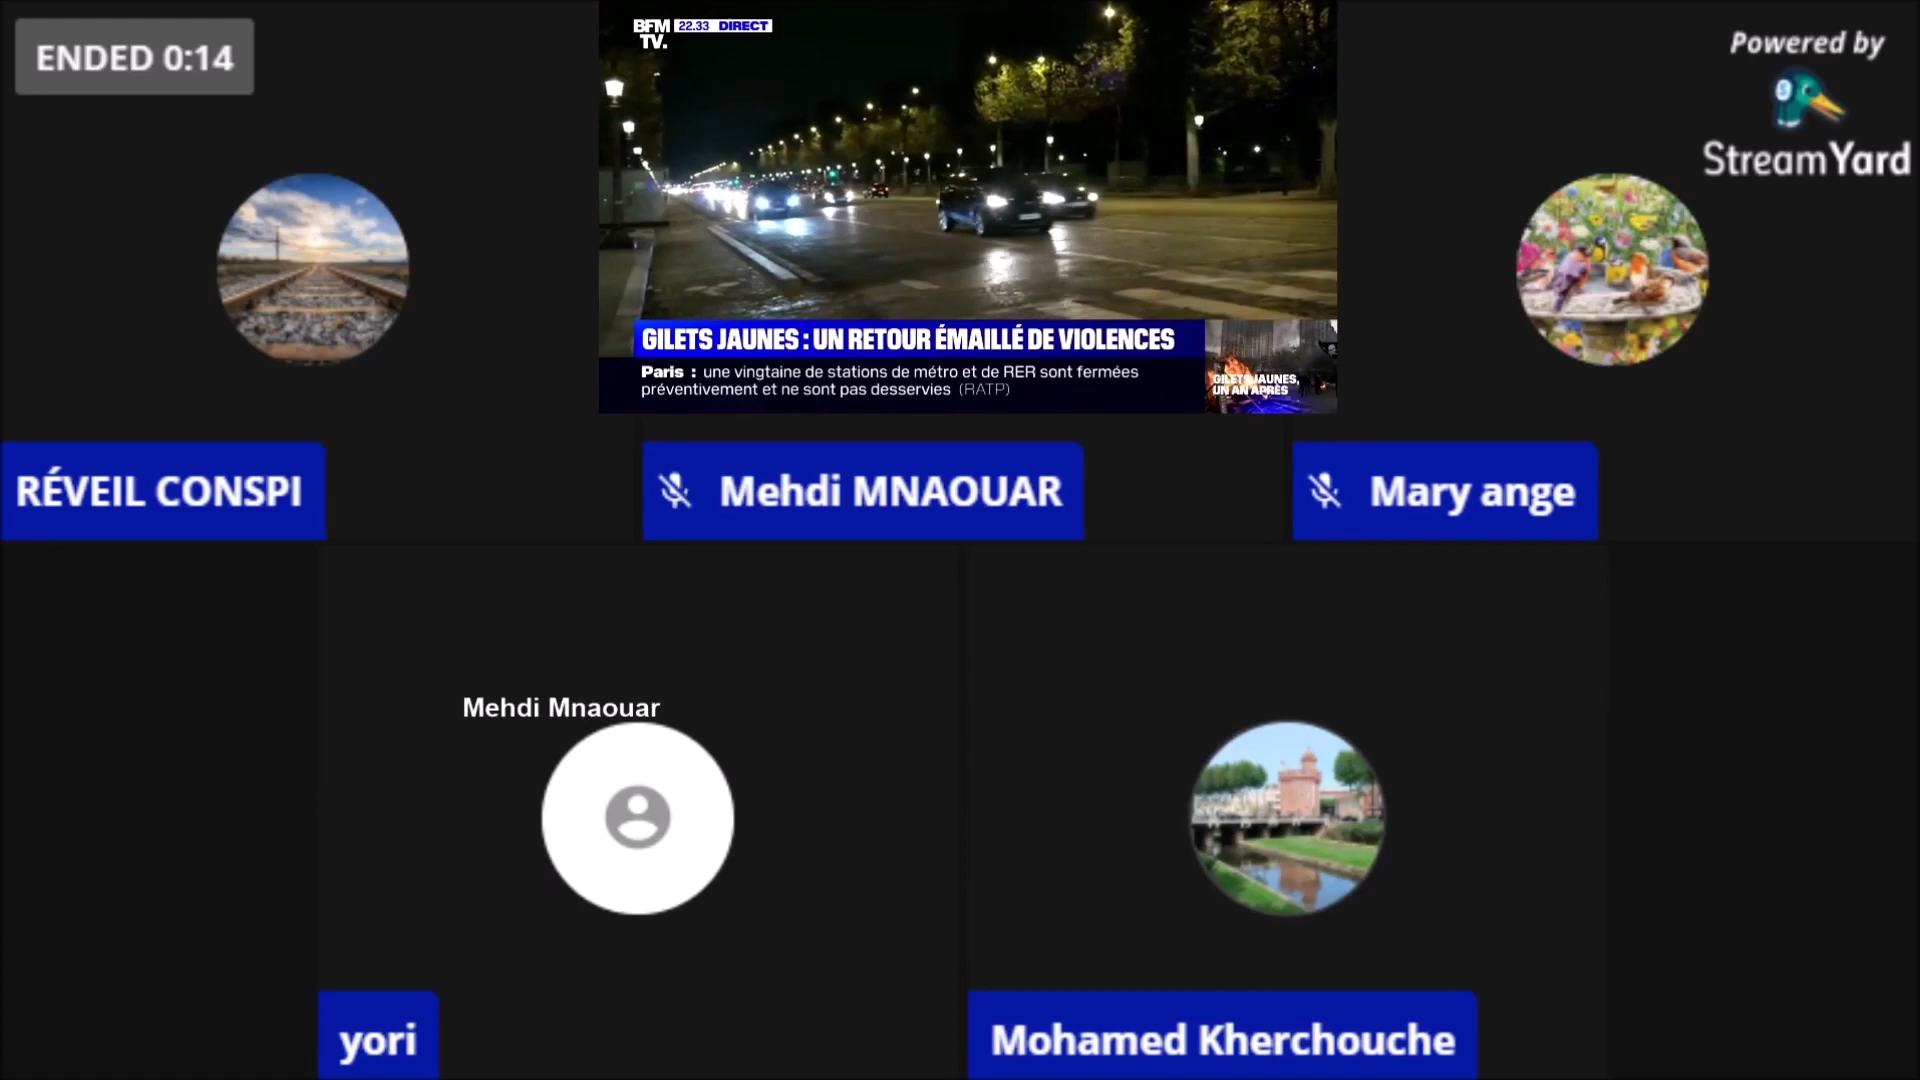 ENDED 0:14
BFM
TV.
22.33 DIRECT
Powered by
StreamYard
GILETS JAUNES : UN RETOUR ÉMAILLÉ DE VIOLENCES
Paris : une vingtaine de stations de métro et de RER sont fermées
préventivement et ne sont pas desservies (RATP)
GILETS JAUNES,
UN AN APRÈS
RÉVEIL CONSPI
Mehdi MNAOUAR
Mary ange
Mehdi Mnaouar
yori
Mohamed Kherchouche